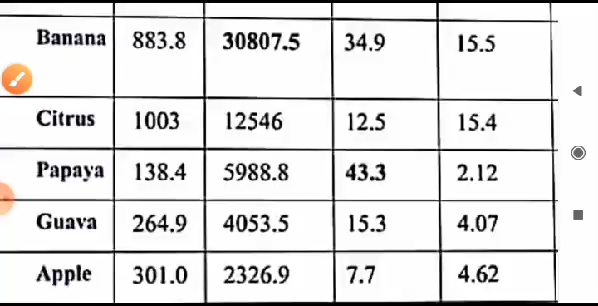 Banana 883.8 30807.5 34.9 15.5
Citrus 1003 12546 12.5 15.4
Papaya 138.4 5988.8 43.3 2.12
Guava 264.9 4053.5 15.3 4.07
Apple 301.0 2326.9 7.7 4.62